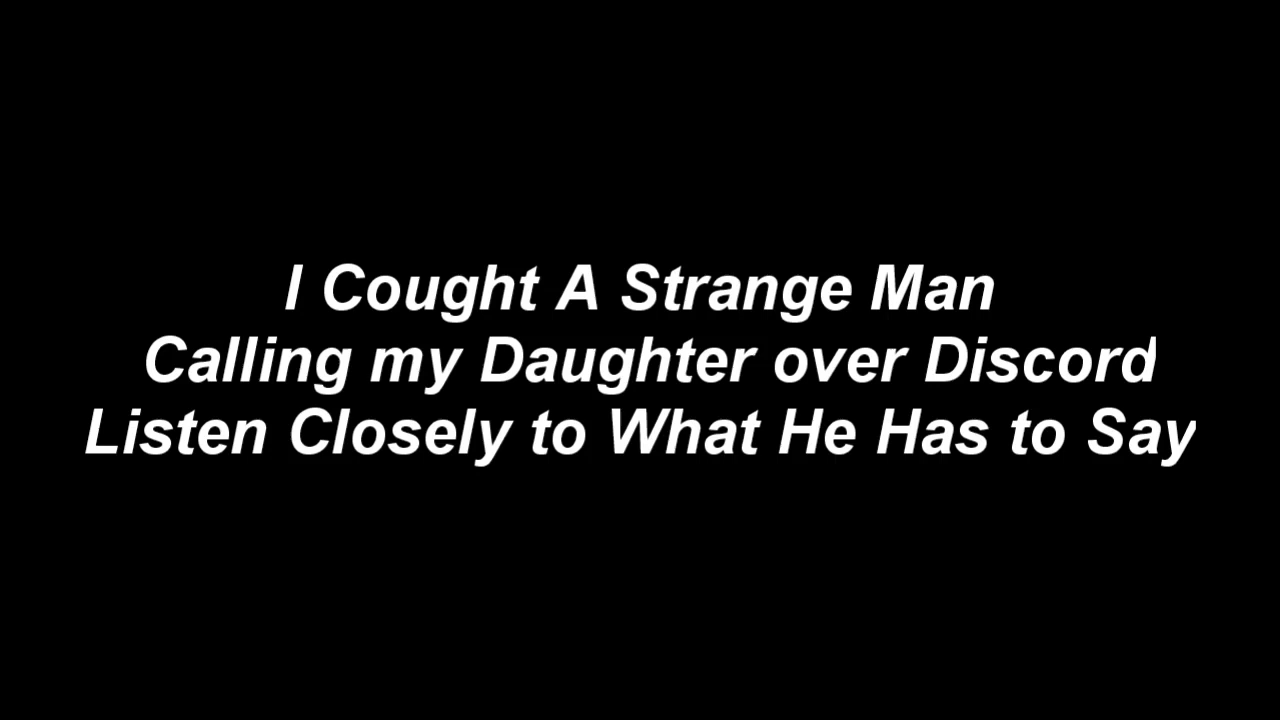 I Cought A Strange Man
Calling my Daughter over Discord
Listen Closely to What He Has to Say